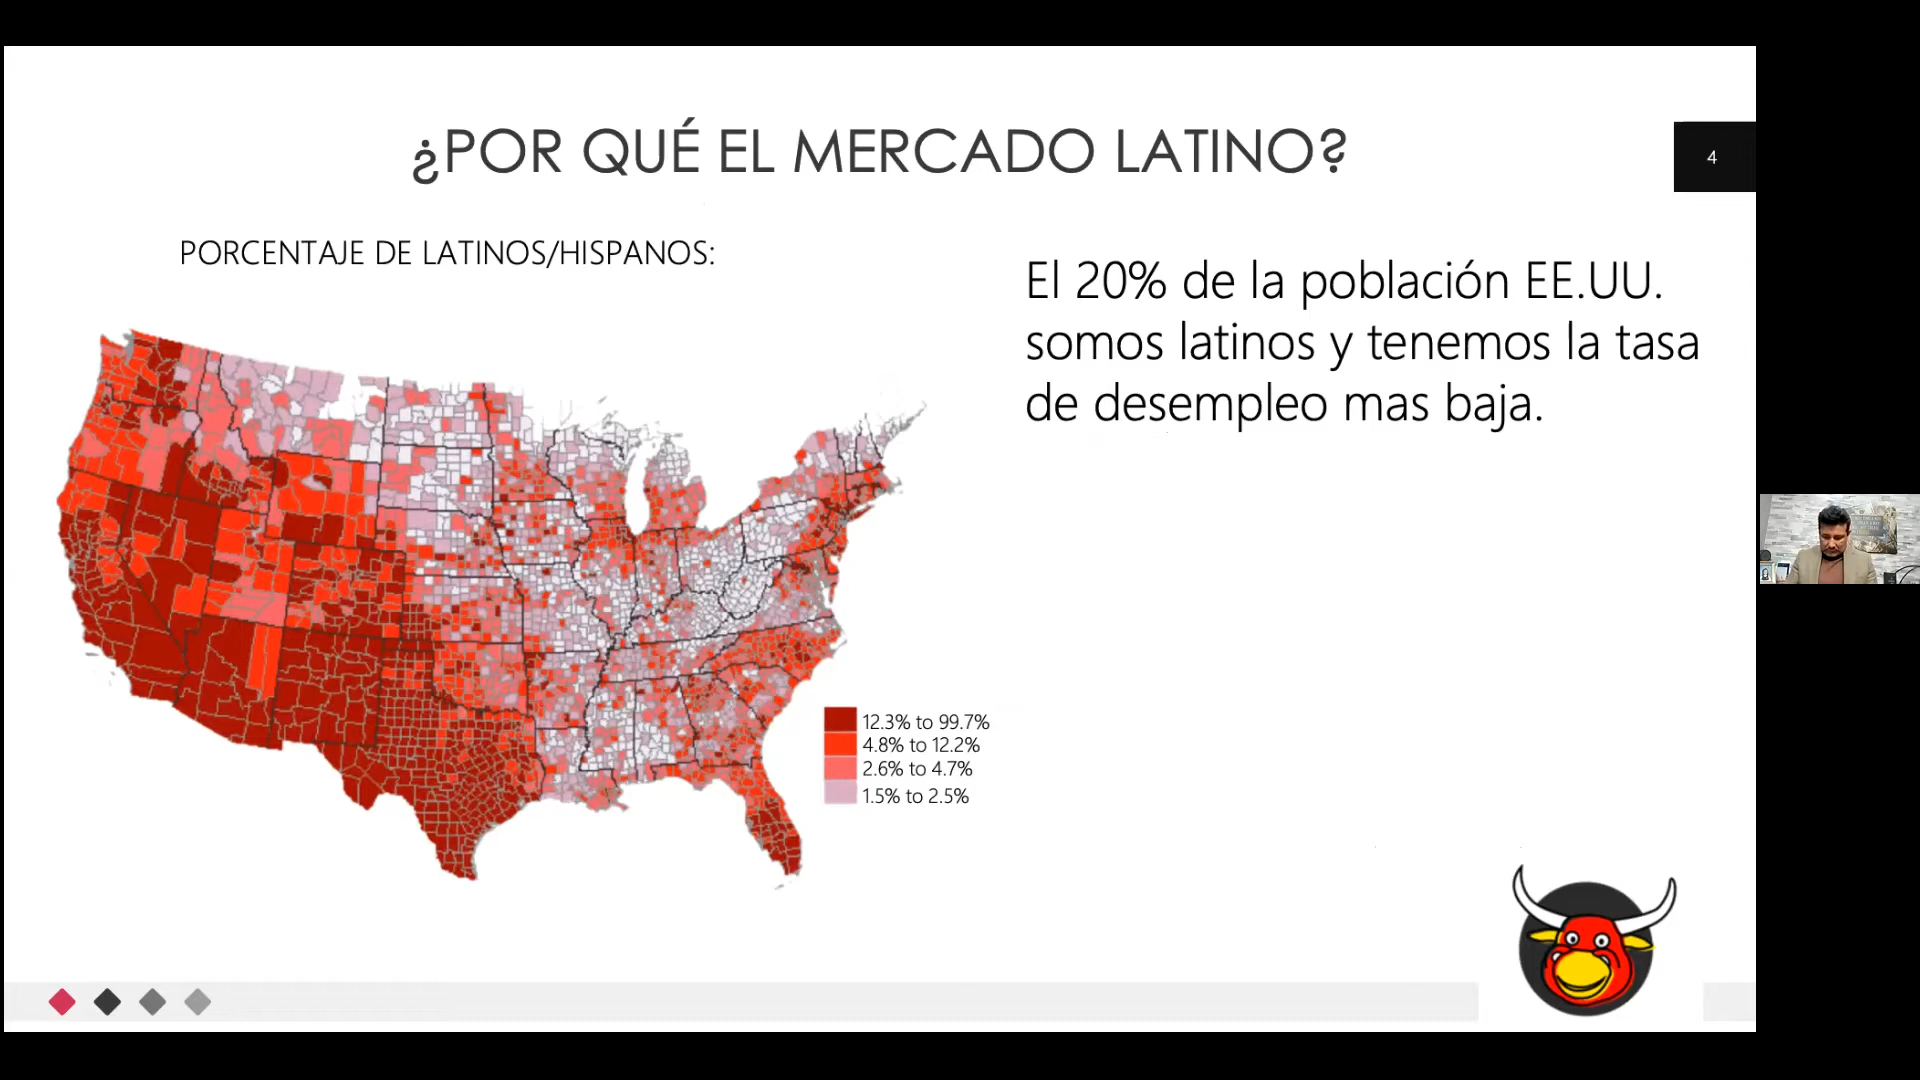 ¿POR QUÉ EL MERCADO LATINO?
4
PORCENTAJE DE LATINOS/HISPANOS:
El 20% de la población EE.UU.
somos latinos y tenemos la tasa
de desempleo mas baja.
12.3% to 99.7%
4.8% to 12.2%
2.6% to 4.7%
1.5% to 2.5%